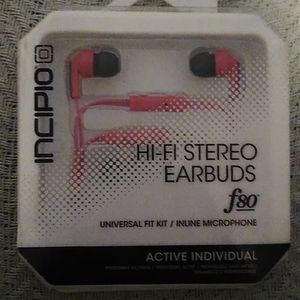 INCIPIO
HI-FI STEREO
EARBUDS
f80
UNIVERSAL FIT KIT / INLINE MICROPHONE
ACTIVE INDIVIDUAL